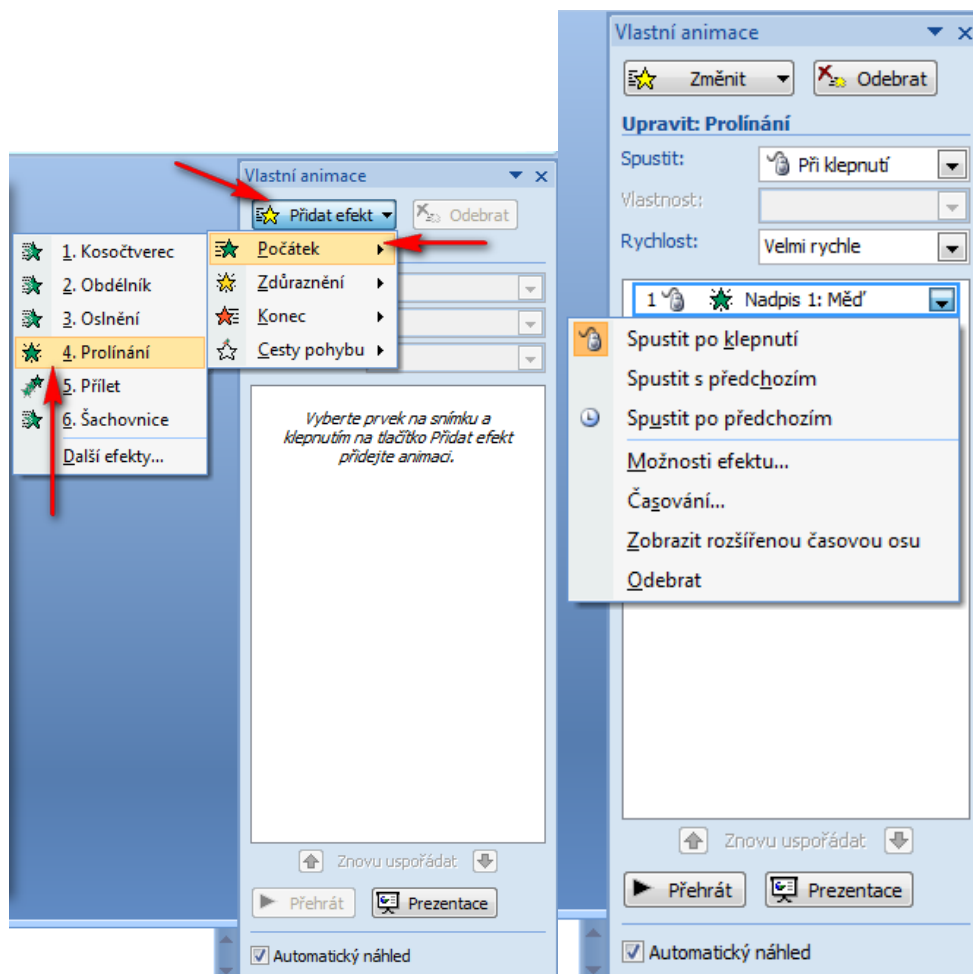 Vlastní animace
Přidat efekt
Odebrat
1. Kosočtverec
2. Obdélník
3. Oslnění
4. Prolínání
5. Přílet
6. Šachovnice
Další efekty...
Počátek
Zdůraznění
Konec
Cesty pohybu
Vyberte prvek na snímku a
klepnutím na tlačítko Přidat efekt
přidejte animaci.
Znovu uspořádat
Přehrát
Prezentace
Automatický náhled
Vlastní animace
Změnit
Odebrat
Upravit: Prolínání
Spustit:
Při klepnutí
Vlastnost:
Rychlost:
Velmi rychle
1 Nadpis 1: Měď
Spustit po klepnutí
Spustit s předchozím
Spustit po předchozím
Možnosti efektu...
Časování...
Zobrazit rozšířenou časovou osu
Odebrat
Znovu uspořádat
Přehrát
Prezentace
Automatický náhled